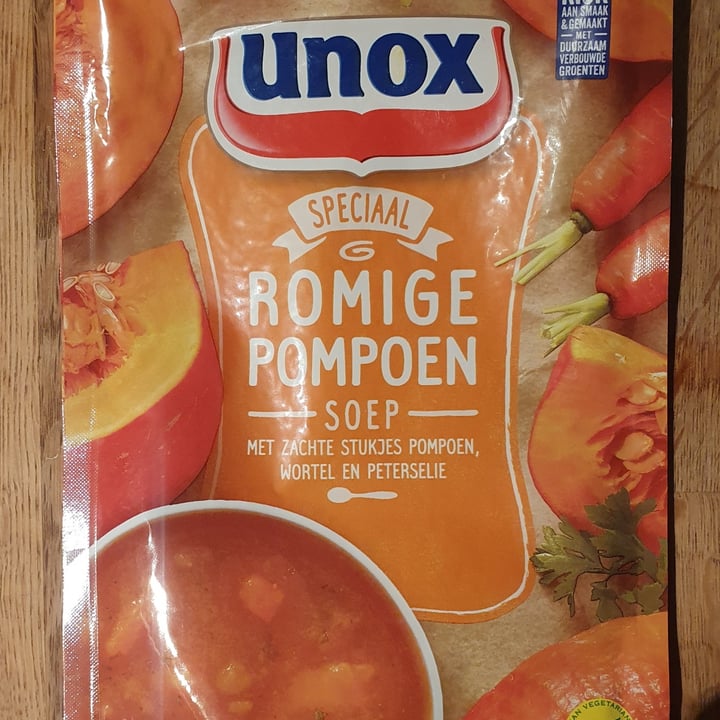 unox
AAN SMAAK
& GEMAAKT
MET
DUURZAAM
VERBOUWDE
GROENTEN
SPECIAAL
ROMIGE
POMPOEN
SOEP
MET ZACHTE STUKJES POMPOEN,
WORTEL EN PETERSELIE